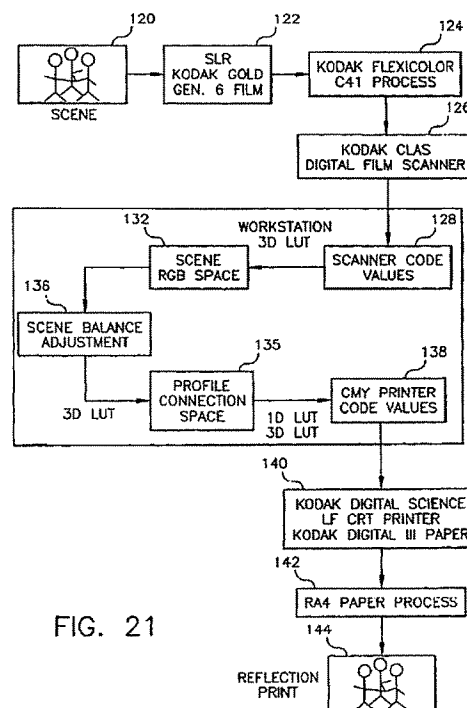 120
122
124
SLR
KODAK GOLD
GEN. 6 FILM
KODAK FLEXICOLOR
C41 PROCESS
SCENE
126
KODAK CLAS
DIGITAL FILM SCANNER
WORKSTATION
3D LUT
132
128
SCENE
RGB SPACE
SCANNER CODE
VALUES
136
SCENE BALANCE
ADJUSTMENT
135
138
PROFILE
CONNECTION
SPACE
CMY PRINTER
CODE VALUES
3D LUT
1D LUT
3D LUT
140
KODAK DIGITAL SCIENCE
LF CRT PRINTER
KODAK DIGITAL III PAPER
142
RA4 PAPER PROCESS
FIG. 21
144
REFLECTION
PRINT